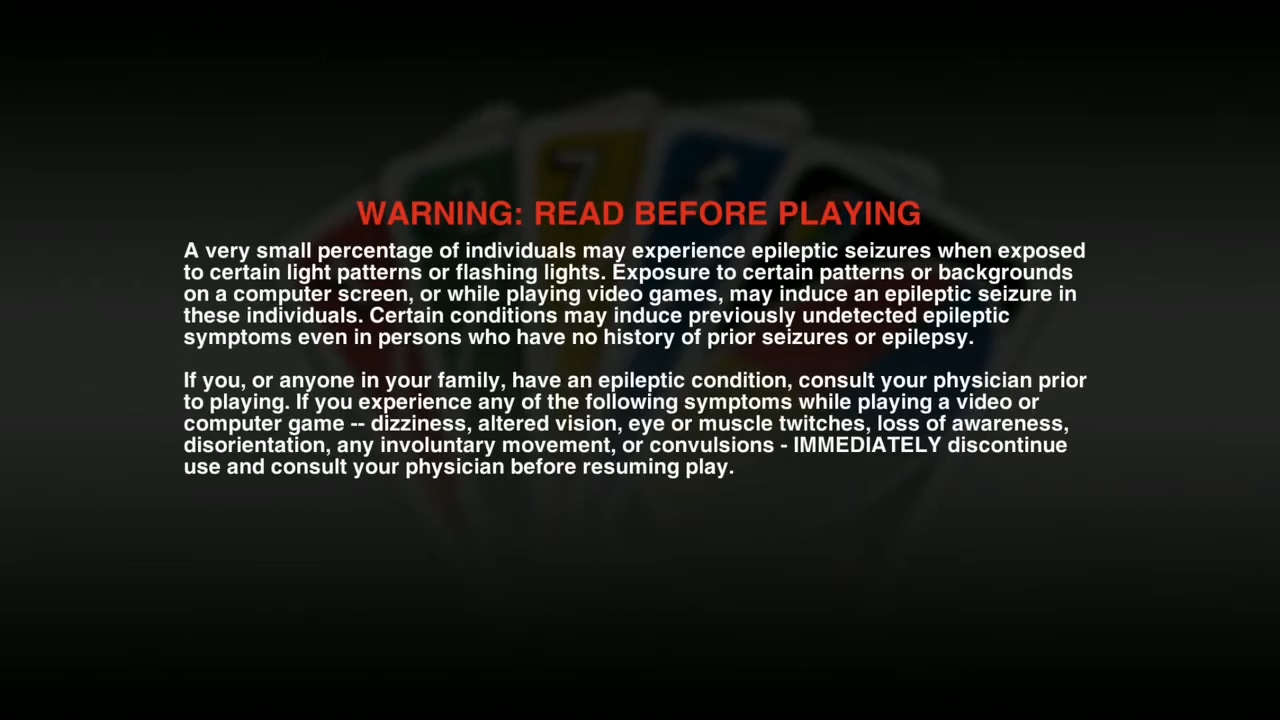 WARNING: READ BEFORE PLAYING
A very small percentage of individuals may experience epileptic seizures when exposed
to certain light patterns or flashing lights. Exposure to certain patterns or backgrounds
on a computer screen, or while playing video games, may induce an epileptic seizure in
these individuals. Certain conditions may induce previously undetected epileptic
symptoms even in persons who have no history of prior seizures or epilepsy.
If you, or anyone in your family, have an epileptic condition, consult your physician prior
to playing. If you experience any of the following symptoms while playing a video or
computer game -- dizziness, altered vision, eye or muscle twitches, loss of awareness,
disorientation, any involuntary movement, or convulsions - IMMEDIATELY discontinue
use and consult your physician before resuming play.
7